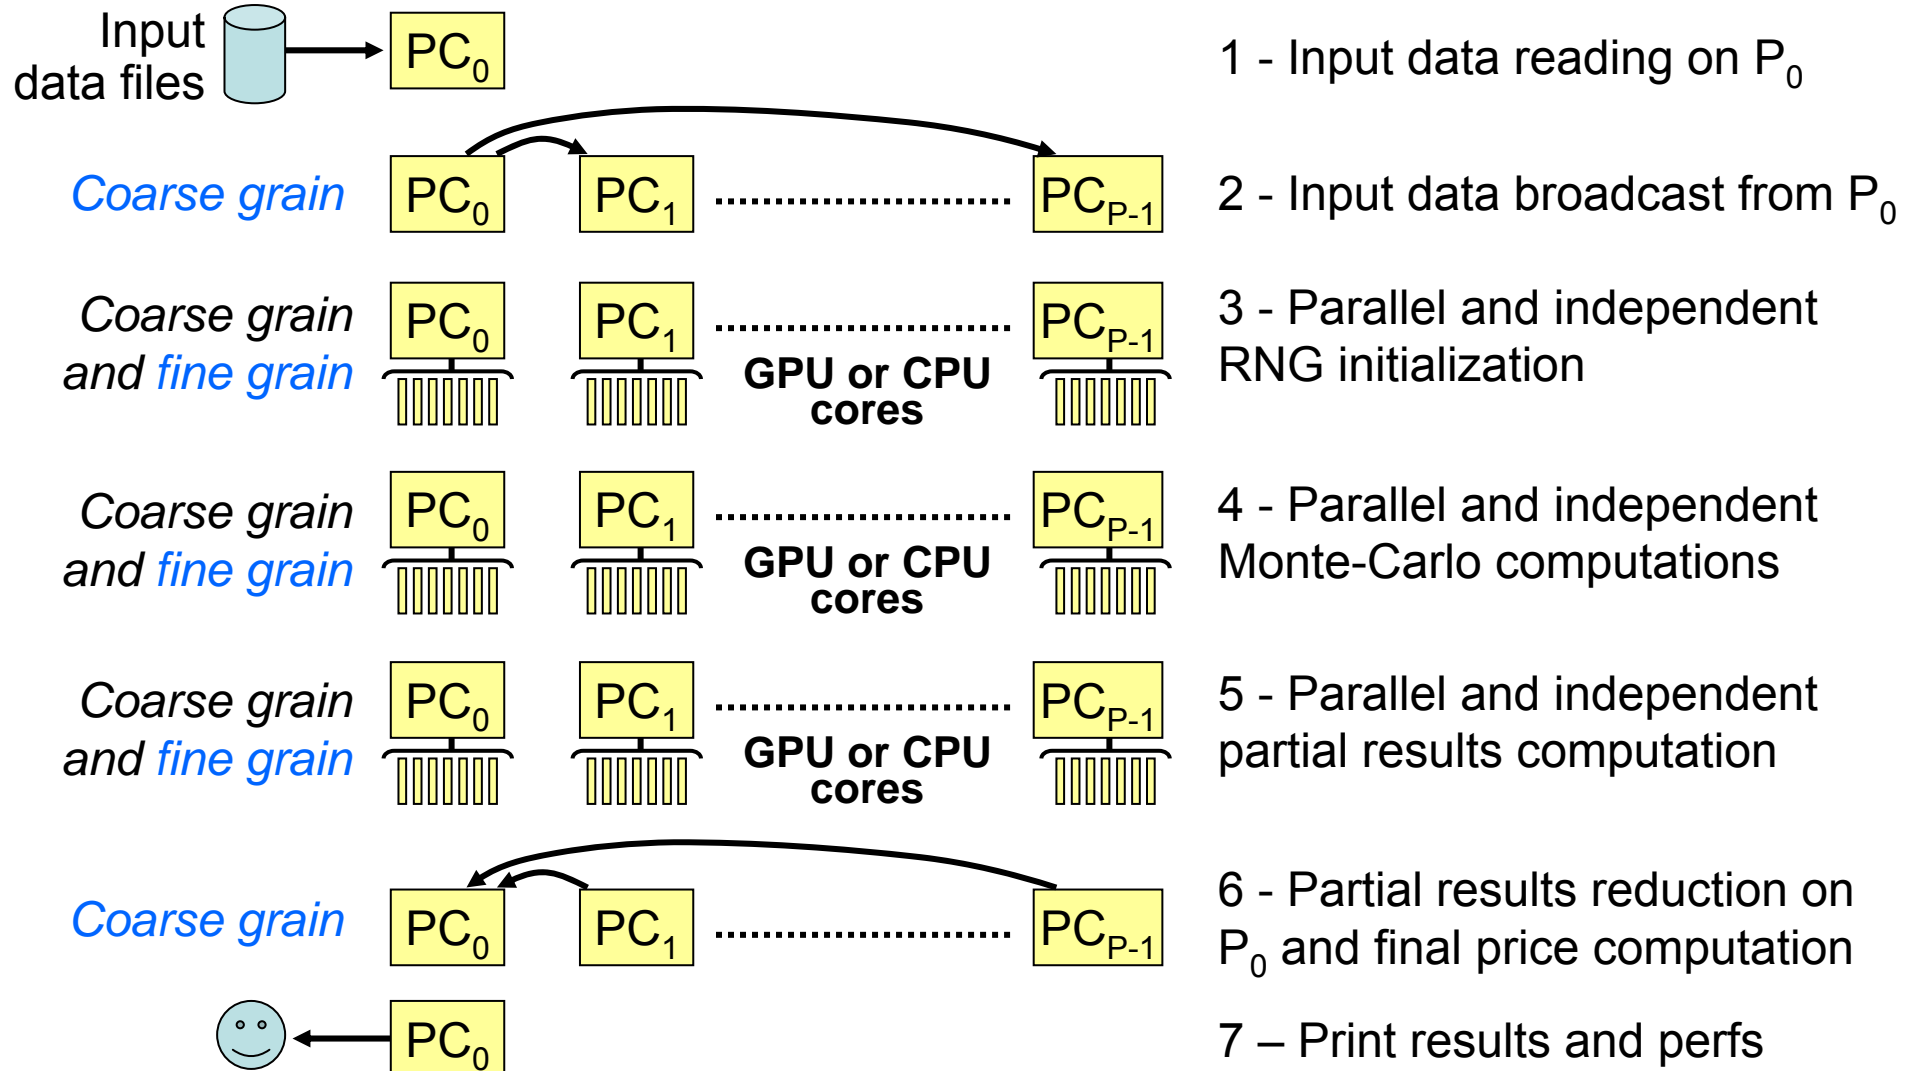 Input
data files
PC0
1 - Input data reading on P0
Coarse grain
PC0
PC1
PCP-1
2 - Input data broadcast from P0
Coarse grain
and fine grain
PC0
PC1
GPU or CPU
cores
PCP-1
3 - Parallel and independent
RNG initialization
Coarse grain
and fine grain
PC0
PC1
GPU or CPU
cores
PCP-1
4 - Parallel and independent
Monte-Carlo computations
Coarse grain
and fine grain
PC0
PC1
GPU or CPU
cores
PCP-1
5 - Parallel and independent
partial results computation
Coarse grain
PC0
PC1
PCP-1
6 - Partial results reduction on
P0 and final price computation
PC0
7 – Print results and perfs